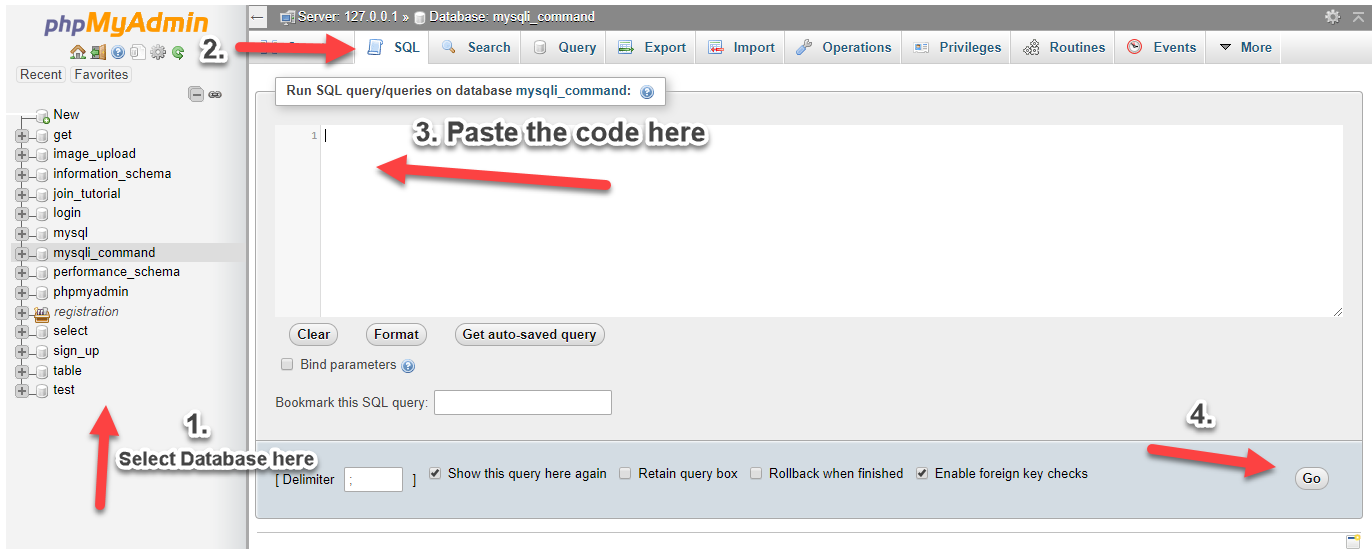 phpMyAdmin
Recent Favorites
New
get
image_upload
information_schema
join_tutorial
login
mysql
mysqli_command
performance_schema
phpmyadmin
registration
select
sign_up
table
test
1.
Select Database here
Server: 127.0.0.1 » Database: mysqli_command
2.
SQL Search Query Export Import Operations Privileges Routines Events More
Run SQL query/queries on database mysqli_command:
1
3. Paste the code here
Clear Format Get auto-saved query
Bind parameters
Bookmark this SQL query:
4.
[ Delimiter ; ] Show this query here again Retain query box Rollback when finished Enable foreign key checks Go